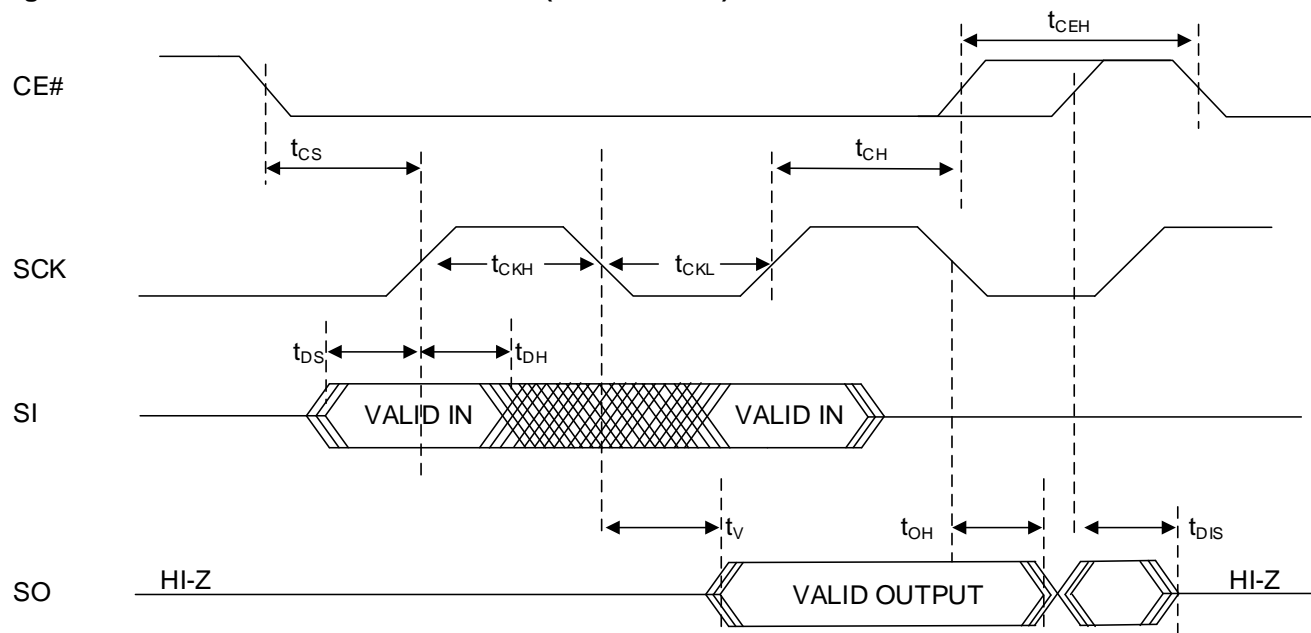 tCEH
CE#
tCS
tCH
SCK
tCKH
tCKL
tDS
tDH
SI
VALID IN
VALID IN
tV
tOH
tDIS
SO
HI-Z
VALID OUTPUT
HI-Z